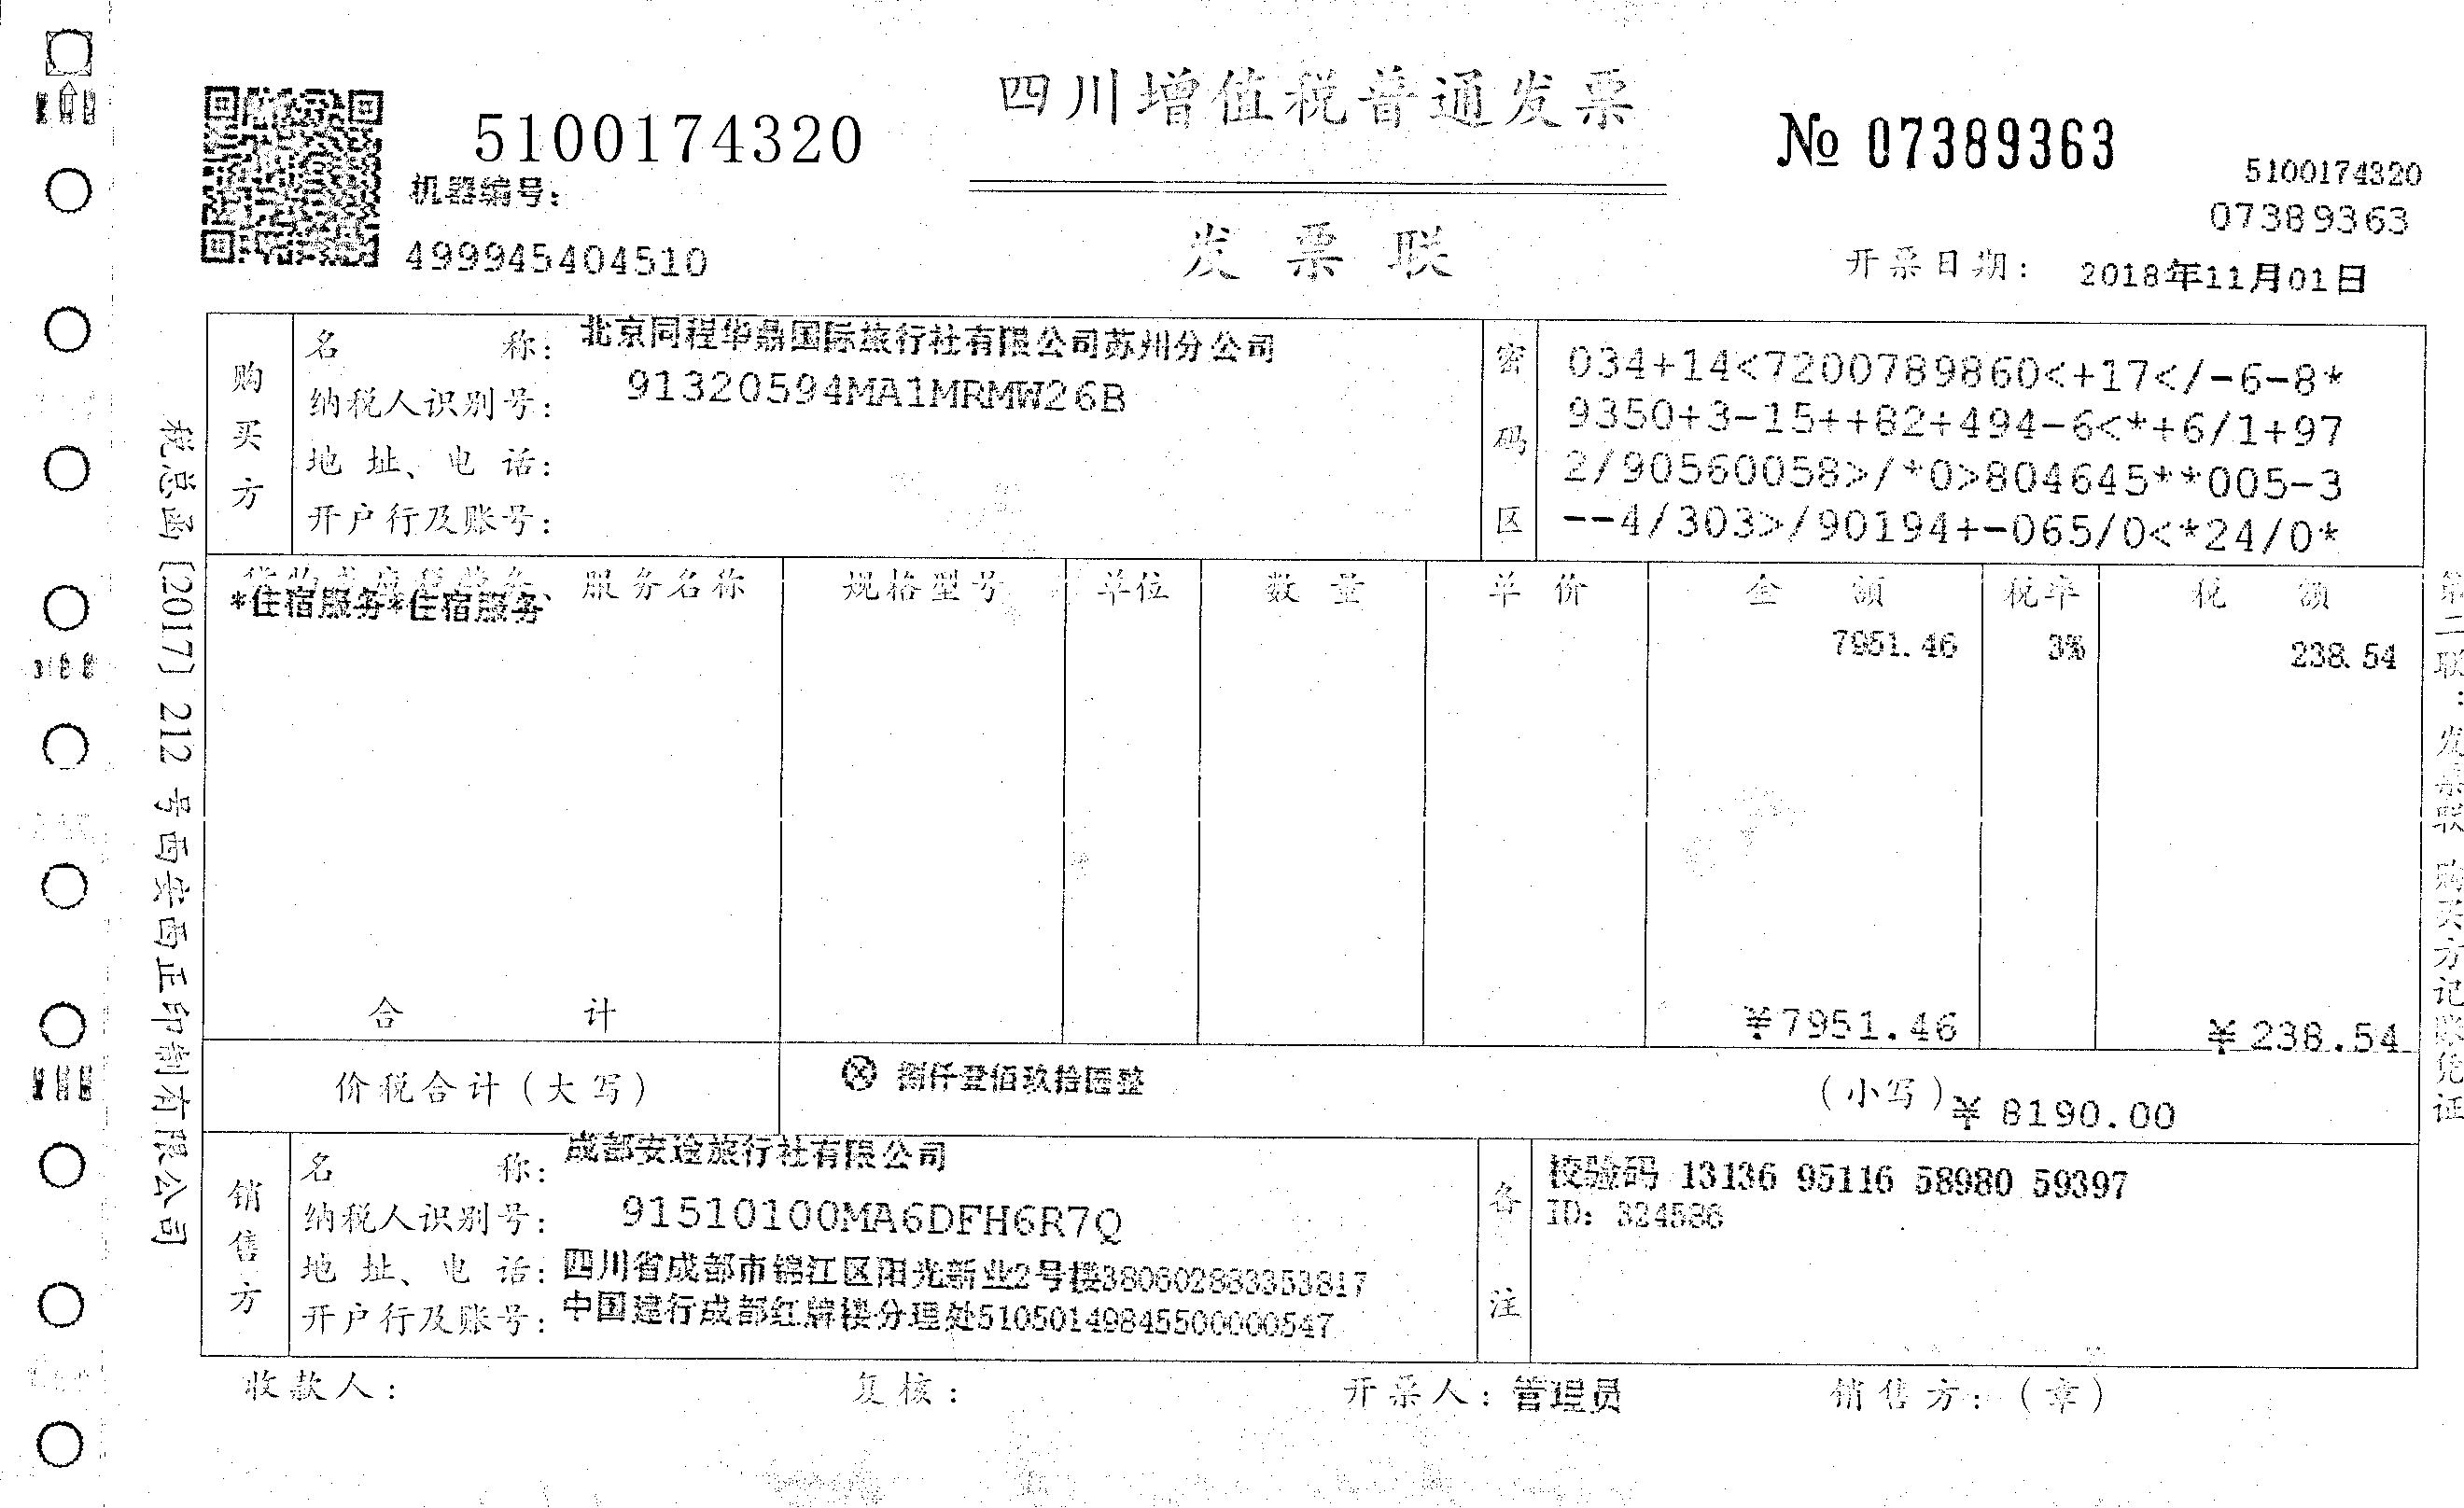 四川增值税普通发票
5100174320
№ 07389363
5100174320
07389363
机器编号:
499945404510
发票联
开票日期: 2018年11月01日
购买方
名 称: 北京同程华鼎国际旅行社有限公司苏州分公司
纳税人识别号: 91320594MA1MRMW26B
地 址、电 话:
开户行及账号:
密码区
034+14<7200789860<+17</-6-8*
9350+3-15++82+494-6<*+6/1+97
2/90560058>/*0>804645**005-3
--4/303>/90194+-065/0<*24/0*
货物或应税劳务、服务名称 规格型号 单位 数 量 单 价 金 额 税率 税 额
*住宿服务*住宿服务 7951.46 3% 238.54
合 计 ¥7951.46 ¥238.54
价税合计(大写) ⊗ 捌仟壹佰玖拾圆整 (小写) ¥8190.00
销售方
名 称: 成都安途旅行社有限公司
纳税人识别号: 91510100MA6DFH6R7Q
地 址、电 话: 四川省成都市锦江区阳光新业2号楼380602883353817
开户行及账号: 中国建行成都红牌楼分理处51050149845500000547
备注
校验码 13136 95116 58980 59397
ID: 324586
收款人: 复核: 开票人: 管理员 销售方:(章)
税总函〔2017〕212号西安西正印制有限公司
第二联:发票联 购买方记账凭证